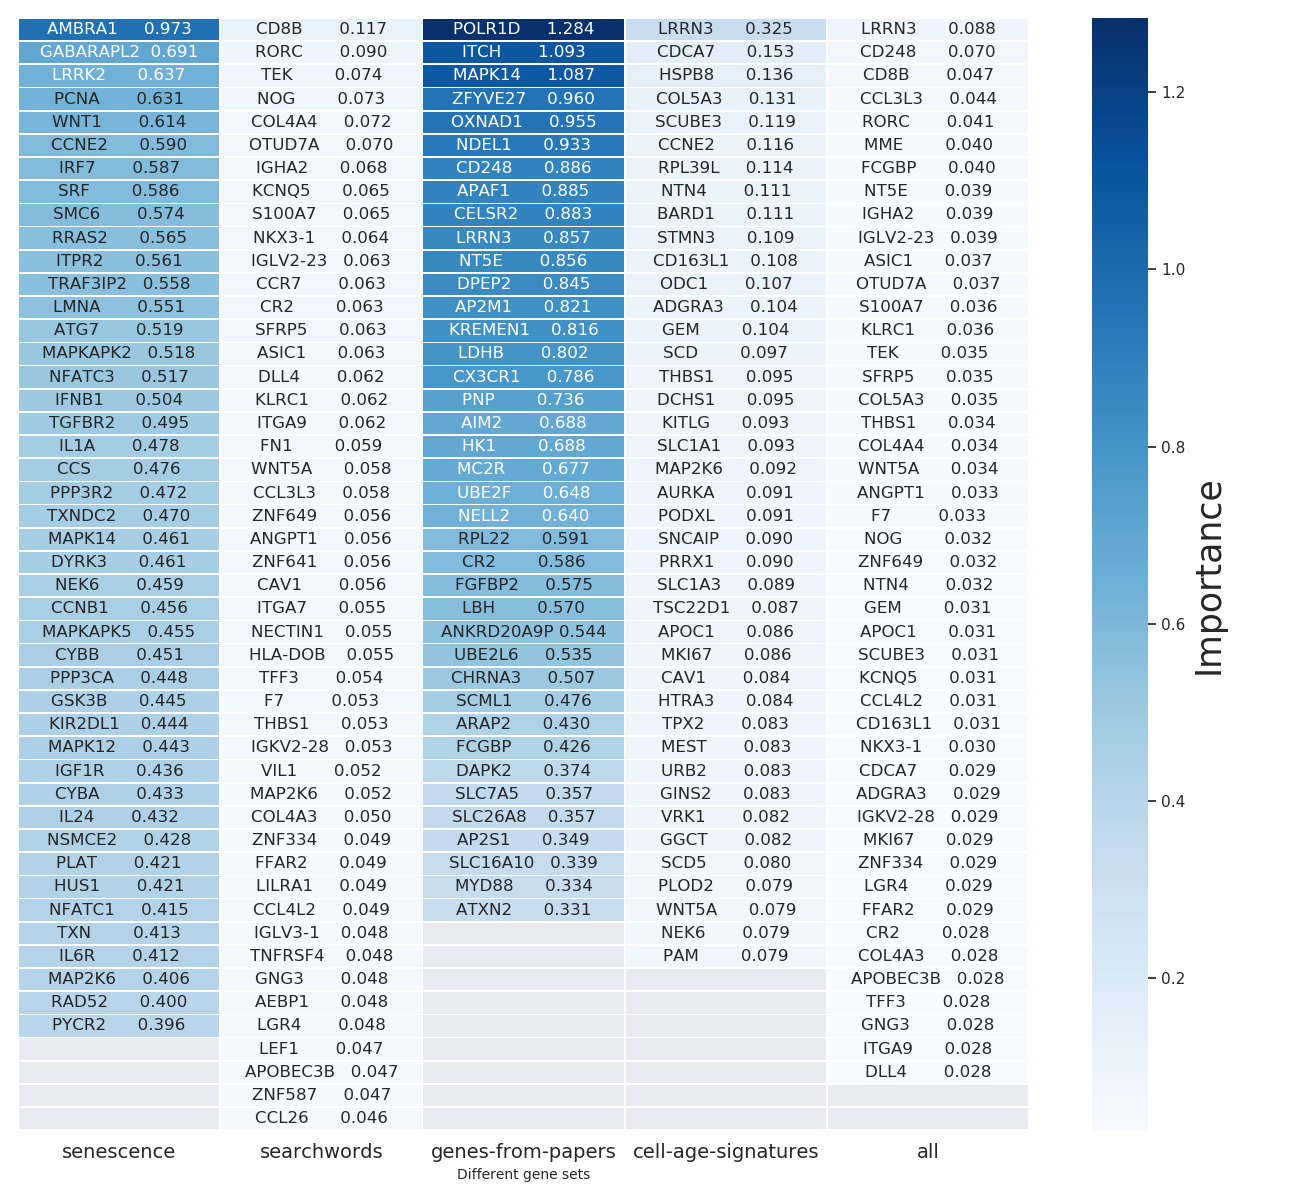 AMBRA1 0.973 CD8B 0.117 POLR1D 1.284 LRRN3 0.325 LRRN3 0.088
GABARAPL2 0.691 RORC 0.090 ITCH 1.093 CDCA7 0.153 CD248 0.070
LRRK2 0.637 TEK 0.074 MAPK14 1.087 HSPB8 0.136 CD8B 0.047
PCNA 0.631 NOG 0.073 ZFYVE27 0.960 COL5A3 0.131 CCL3L3 0.044
WNT1 0.614 COL4A4 0.072 OXNAD1 0.955 SCUBE3 0.119 RORC 0.041
CCNE2 0.590 OTUD7A 0.070 NDEL1 0.933 CCNE2 0.116 MME 0.040
IRF7 0.587 IGHA2 0.068 CD248 0.886 RPL39L 0.114 FCGBP 0.040
SRF 0.586 KCNQ5 0.065 APAF1 0.885 NTN4 0.111 NT5E 0.039
SMC6 0.574 S100A7 0.065 CELSR2 0.883 BARD1 0.111 IGHA2 0.039
RRAS2 0.565 NKX3-1 0.064 LRRN3 0.857 STMN3 0.109 IGLV2-23 0.039
ITPR2 0.561 IGLV2-23 0.063 NT5E 0.856 CD163L1 0.108 ASIC1 0.037
TRAF3IP2 0.558 CCR7 0.063 DPEP2 0.845 ODC1 0.107 OTUD7A 0.037
LMNA 0.551 CR2 0.063 AP2M1 0.821 ADGRA3 0.104 S100A7 0.036
ATG7 0.519 SFRP5 0.063 KREMEN1 0.816 GEM 0.104 KLRC1 0.036
MAPKAPK2 0.518 ASIC1 0.063 LDHB 0.802 SCD 0.097 TEK 0.035
NFATC3 0.517 DLL4 0.062 CX3CR1 0.786 THBS1 0.095 SFRP5 0.035
IFNB1 0.504 KLRC1 0.062 PNP 0.736 DCHS1 0.095 COL5A3 0.035
TGFBR2 0.495 ITGA9 0.062 AIM2 0.688 KITLG 0.093 THBS1 0.034
IL1A 0.478 FN1 0.059 HK1 0.688 SLC1A1 0.093 COL4A4 0.034
CCS 0.476 WNT5A 0.058 MC2R 0.677 MAP2K6 0.092 WNT5A 0.034
PPP3R2 0.472 CCL3L3 0.058 UBE2F 0.648 AURKA 0.091 ANGPT1 0.033
TXNDC2 0.470 ZNF649 0.056 NELL2 0.640 PODXL 0.091 F7 0.033
MAPK14 0.461 ANGPT1 0.056 RPL22 0.591 SNCAIP 0.090 NOG 0.032
DYRK3 0.461 ZNF641 0.056 CR2 0.586 PRRX1 0.090 ZNF649 0.032
NEK6 0.459 CAV1 0.056 FGFBP2 0.575 SLC1A3 0.089 NTN4 0.032
CCNB1 0.456 ITGA7 0.055 LBH 0.570 TSC22D1 0.087 GEM 0.031
MAPKAPK5 0.455 NECTIN1 0.055 ANKRD20A9P 0.544 APOC1 0.086 APOC1 0.031
CYBB 0.451 HLA-DOB 0.055 UBE2L6 0.535 MKI67 0.086 SCUBE3 0.031
PPP3CA 0.448 TFF3 0.054 CHRNA3 0.507 CAV1 0.084 KCNQ5 0.031
GSK3B 0.445 F7 0.053 SCML1 0.476 HTRA3 0.084 CCL4L2 0.031
KIR2DL1 0.444 THBS1 0.053 ARAP2 0.430 TPX2 0.083 CD163L1 0.031
MAPK12 0.443 IGKV2-28 0.053 FCGBP 0.426 MEST 0.083 NKX3-1 0.030
IGF1R 0.436 VIL1 0.052 DAPK2 0.374 URB2 0.083 CDCA7 0.029
CYBA 0.433 MAP2K6 0.052 SLC7A5 0.357 GINS2 0.083 ADGRA3 0.029
IL24 0.432 COL4A3 0.050 SLC26A8 0.357 VRK1 0.082 IGKV2-28 0.029
NSMCE2 0.428 ZNF334 0.049 AP2S1 0.349 GGCT 0.082 MKI67 0.029
PLAT 0.421 FFAR2 0.049 SLC16A10 0.339 SCD5 0.080 ZNF334 0.029
HUS1 0.421 LILRA1 0.049 MYD88 0.334 PLOD2 0.079 LGR4 0.029
NFATC1 0.415 CCL4L2 0.049 ATXN2 0.331 WNT5A 0.079 FFAR2 0.029
TXN 0.413 IGLV3-1 0.048 NEK6 0.079 CR2 0.028
IL6R 0.412 TNFRSF4 0.048 PAM 0.079 COL4A3 0.028
MAP2K6 0.406 GNG3 0.048 APOBEC3B 0.028
RAD52 0.400 AEBP1 0.048 TFF3 0.028
PYCR2 0.396 LGR4 0.048 GNG3 0.028
LEF1 0.047 ITGA9 0.028
APOBEC3B 0.047 DLL4 0.028
ZNF587 0.047
CCL26 0.046
senescence searchwords genes-from-papers cell-age-signatures all
Different gene sets
1.2
1.0
0.8
0.6
0.4
0.2
Importance